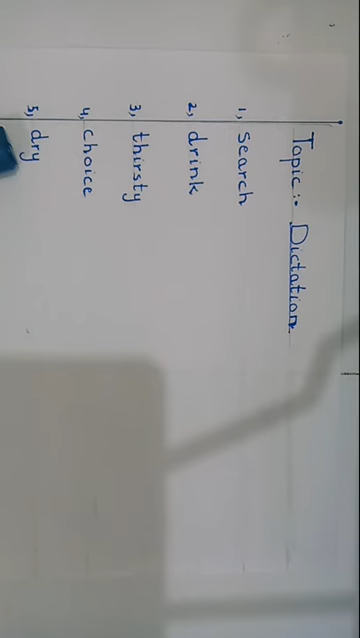 Topic:- Dictation
1, search
2, drink
3, thirsty
4, choice
5, dry